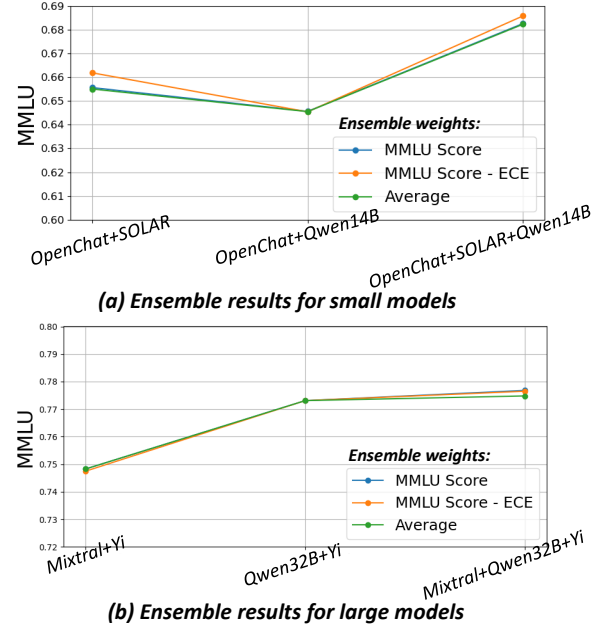 0.69
0.68
0.67
0.66
0.65
0.64
0.63
0.62
0.61
0.60
MMLU
Ensemble weights:
MMLU Score
MMLU Score - ECE
Average
OpenChat+SOLAR
OpenChat+Qwen14B
OpenChat+SOLAR+Qwen14B
(a) Ensemble results for small models
0.80
0.79
0.78
0.77
0.76
0.75
0.74
0.73
0.72
MMLU
Ensemble weights:
MMLU Score
MMLU Score - ECE
Average
Mixtral+Yi
Qwen32B+Yi
Mixtral+Qwen32B+Yi
(b) Ensemble results for large models